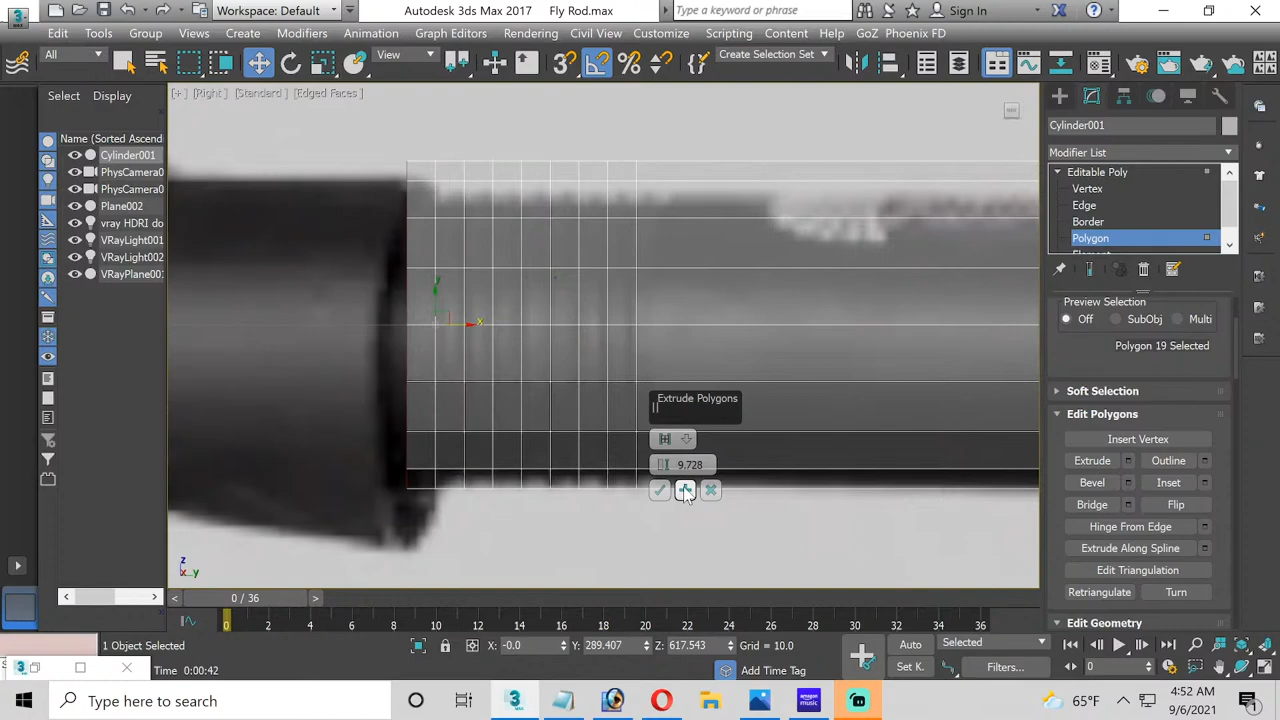 Workspace: Default
Autodesk 3ds Max 2017
Fly Rod.max
Type a keyword or phrase
Sign In
Edit
Tools
Group
Views
Create
Modifiers
Animation
Graph Editors
Rendering
Civil View
Customize
Scripting
Content
Help
GoZ
Phoenix FD
All
View
Create Selection Set
Select
Display
[+] [Right] [Standard] [Edged Faces]
Name (Sorted Ascend
Cylinder001
PhysCamera0
PhysCamera0
Plane002
vray HDRI do
VRayLight001
VRayLight002
VRayPlane001
Cylinder001
Modifier List
Editable Poly
Vertex
Edge
Border
Polygon
Element
Preview Selection
Off
SubObj
Multi
Polygon 19 Selected
Soft Selection
Edit Polygons
Insert Vertex
Extrude
Outline
Bevel
Inset
Bridge
Flip
Hinge From Edge
Extrude Along Spline
Edit Triangulation
Retriangulate
Turn
Edit Geometry
y
x
Extrude Polygons
9.728
z
x y
0 / 36
0 2 4 6 8 10 12 14 16 18 20 22 24 26 28 30 32 34 36
1 Object Selected
X: -0.0
Y: 289.407
Z: 617.543
Grid = 10.0
Auto
Selected
Time 0:00:42
Add Time Tag
Set K.
Filters...
0
Type here to search
amazon music
65°F
4:52 AM
9/6/2021